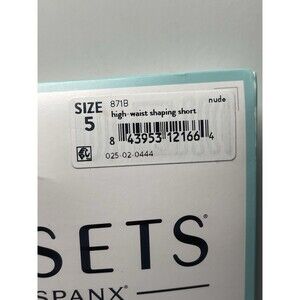 SIZE 5
871B
nude
high-waist shaping short
8 43953 12166 4
025-02-0444
SETS®
SPANX®